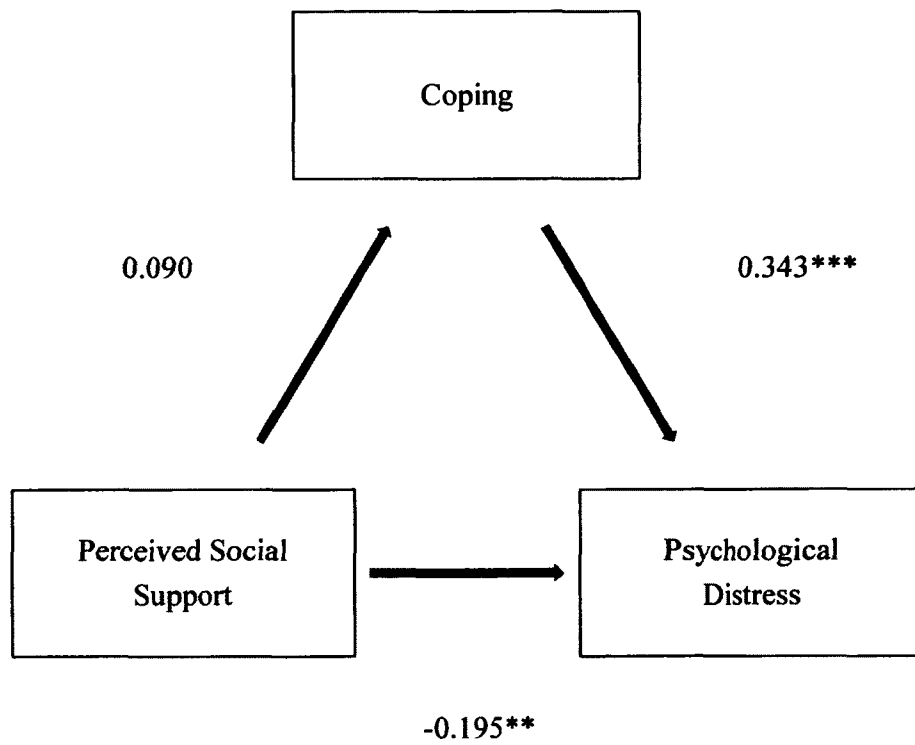 Coping
0.090
0.343***
Perceived Social
Support
Psychological
Distress
-0.195**